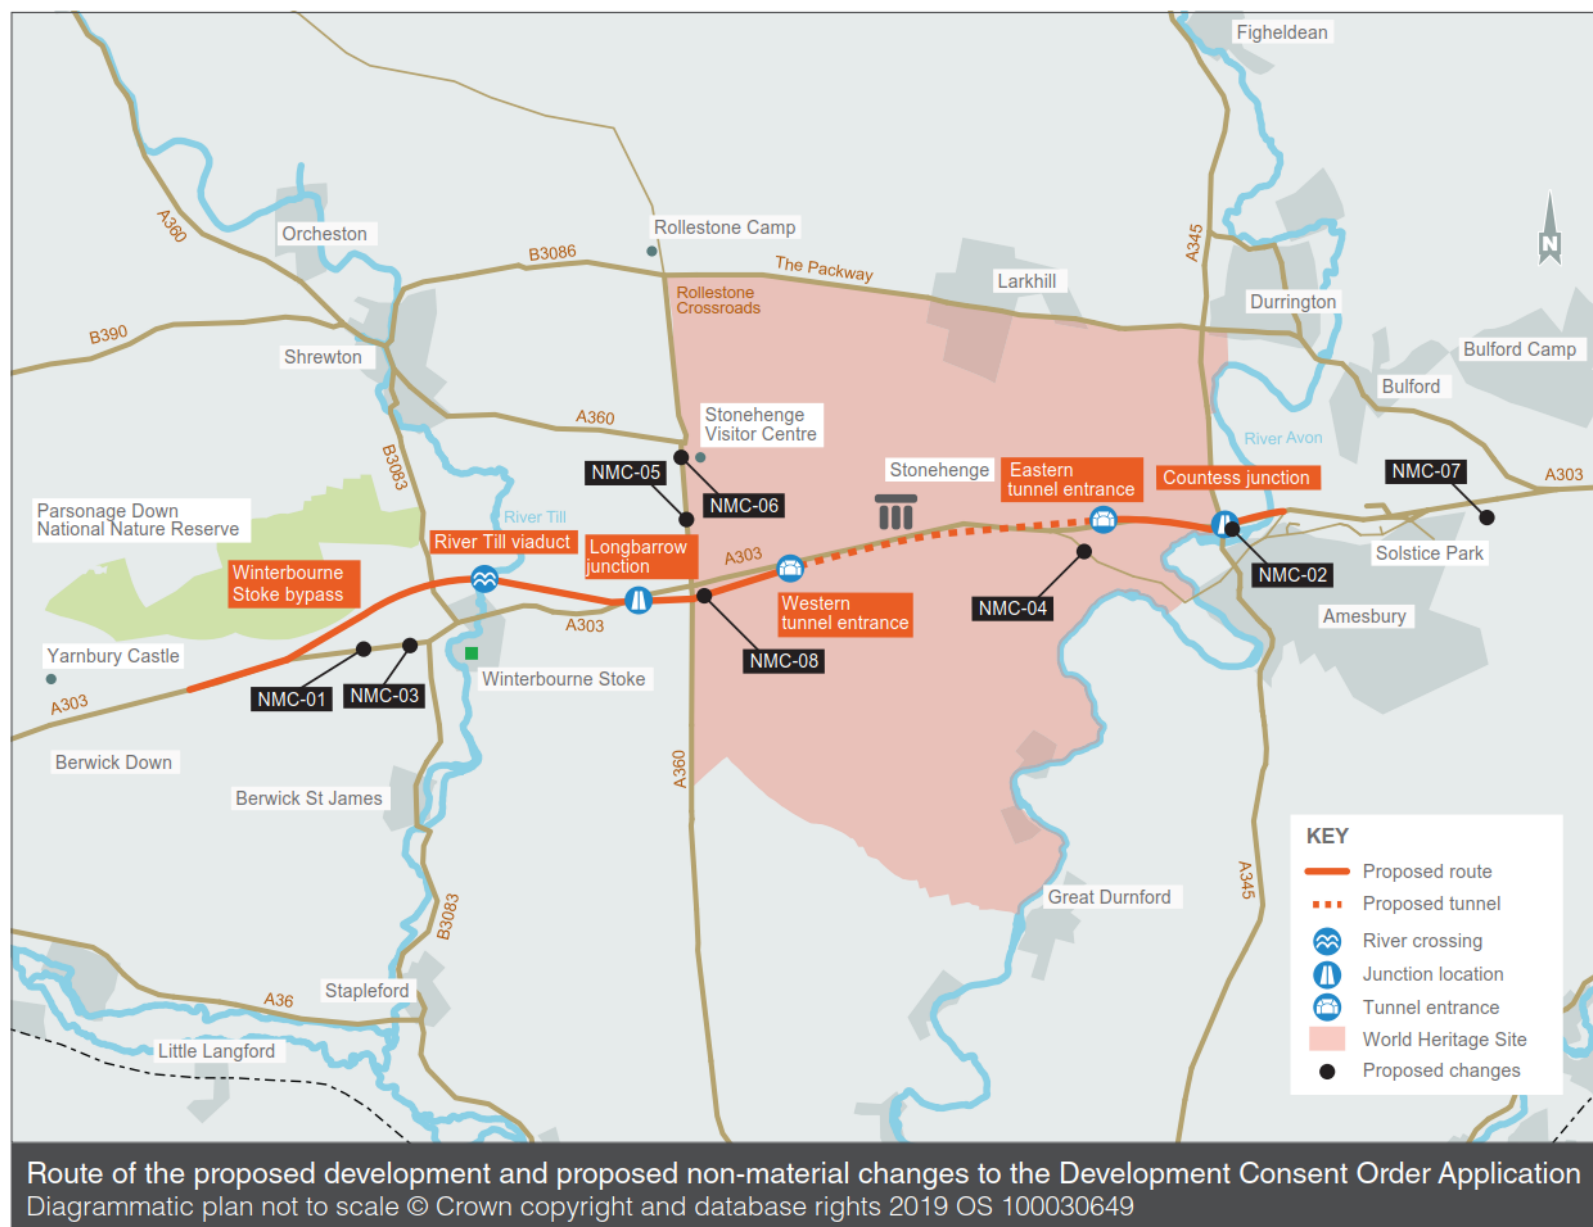 Figheldean
A360
Orcheston
Rollestone Camp
B3086
The Packway
A345
Larkhill
Rollestone
Crossroads
Durrington
B390
Shrewton
Bulford Camp
Bulford
A360
Stonehenge
Visitor Centre
River Avon
B3083
NMC-05
NMC-06
Stonehenge
Eastern
tunnel entrance
Countess junction
NMC-07
A303
Parsonage Down
National Nature Reserve
River Till
River Till viaduct
Longbarrow
junction
A303
Solstice Park
Winterbourne
Stoke bypass
NMC-02
NMC-04
Western
tunnel entrance
Amesbury
A303
Yarnbury Castle
NMC-08
NMC-01
NMC-03
Winterbourne Stoke
A303
Berwick Down
A360
Berwick St James
A345
Great Durnford
B3083
Stapleford
A36
Little Langford
KEY
Proposed route
Proposed tunnel
River crossing
Junction location
Tunnel entrance
World Heritage Site
Proposed changes
N
Route of the proposed development and proposed non-material changes to the Development Consent Order Application
Diagrammatic plan not to scale © Crown copyright and database rights 2019 OS 100030649